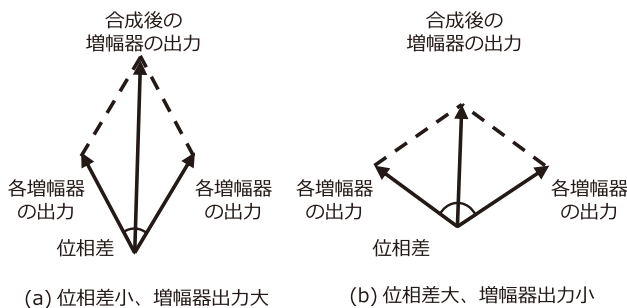 合成後の
増幅器の出力
各増幅器
の出力
各増幅器
の出力
位相差
(a) 位相差小、増幅器出力大
合成後の
増幅器の出力
各増幅器
の出力
各増幅器
の出力
位相差
(b) 位相差大、増幅器出力小